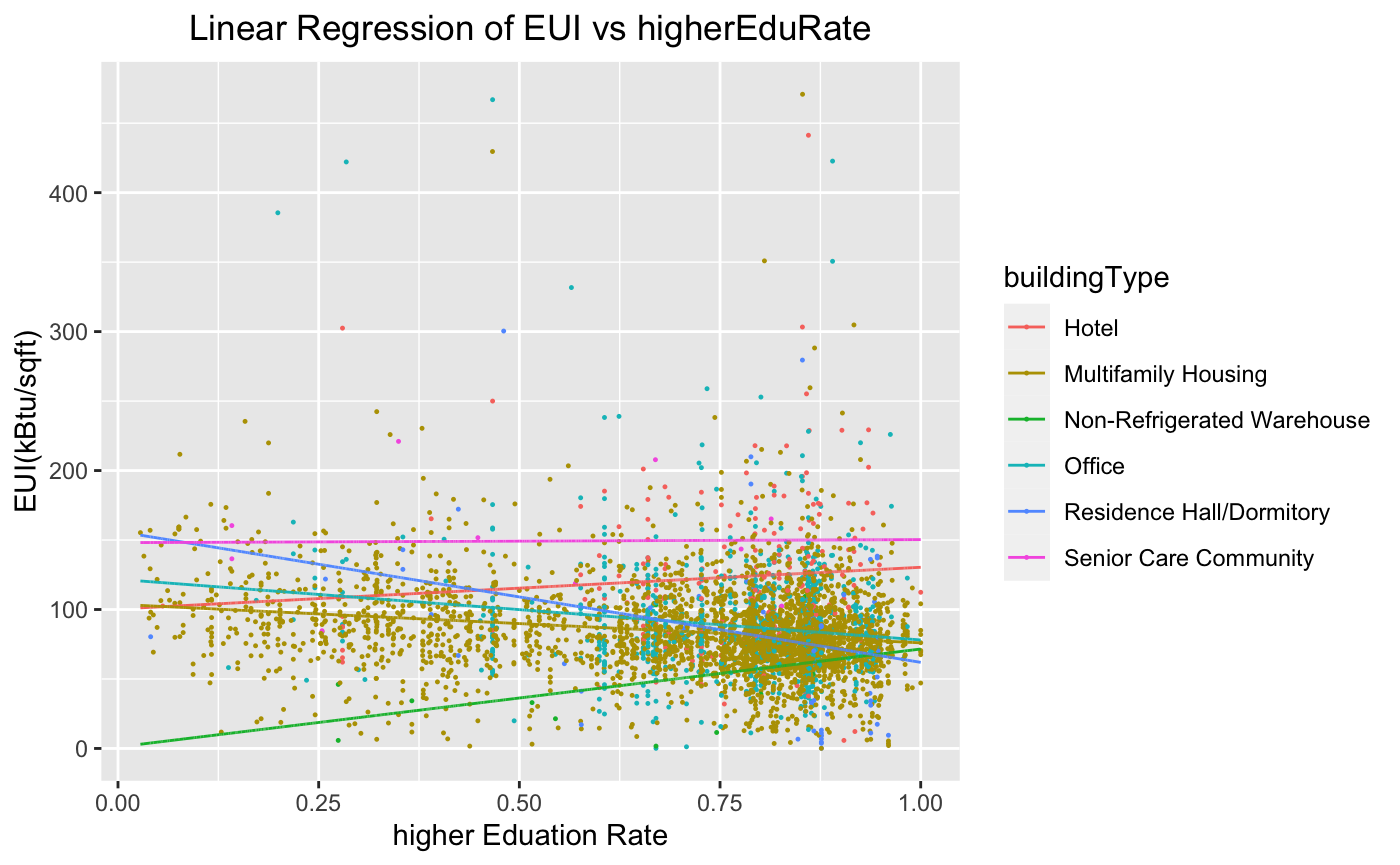 Linear Regression of EUI vs higherEduRate
EUI(kBtu/sqft)
400
300
200
100
0
0.00 0.25 0.50 0.75 1.00
higher Eduation Rate
buildingType
Hotel
Multifamily Housing
Non-Refrigerated Warehouse
Office
Residence Hall/Dormitory
Senior Care Community